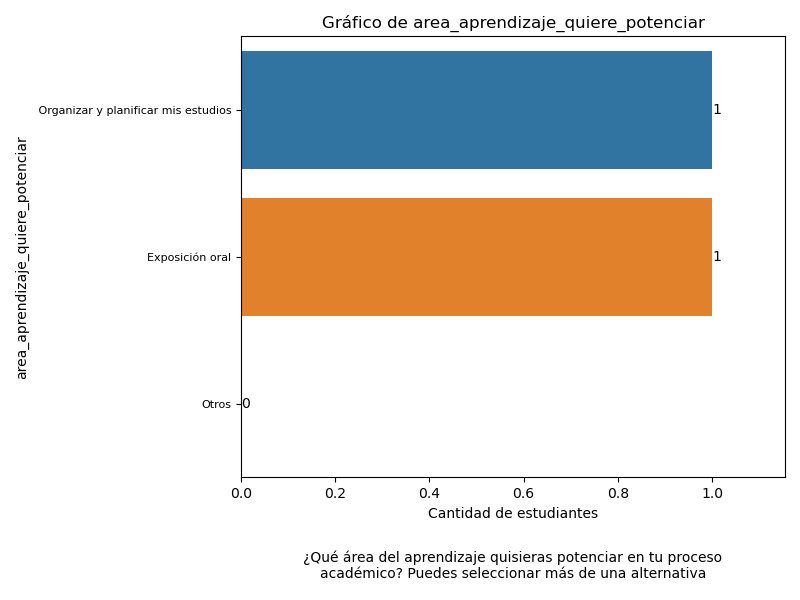 Gráfico de area_aprendizaje_quiere_potenciar
area_aprendizaje_quiere_potenciar
Organizar y planificar mis estudios
1
Exposición oral
1
Otros
0
0.0 0.2 0.4 0.6 0.8 1.0
Cantidad de estudiantes
¿Qué área del aprendizaje quisieras potenciar en tu proceso
académico? Puedes seleccionar más de una alternativa